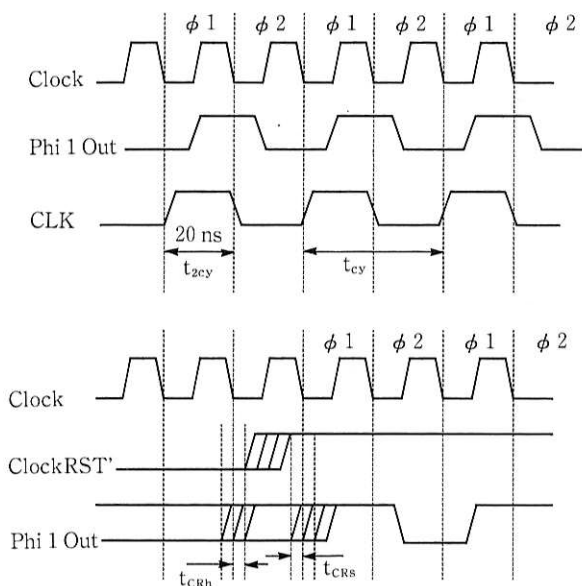 ϕ 1 ϕ 2 ϕ 1 ϕ 2 ϕ 1 ϕ 2
Clock
Phi 1 Out
CLK
20 ns
t2cy tcy
ϕ 1 ϕ 2 ϕ 1 ϕ 2
Clock
ClockRST'
Phi 1 Out
tCRh tCRs